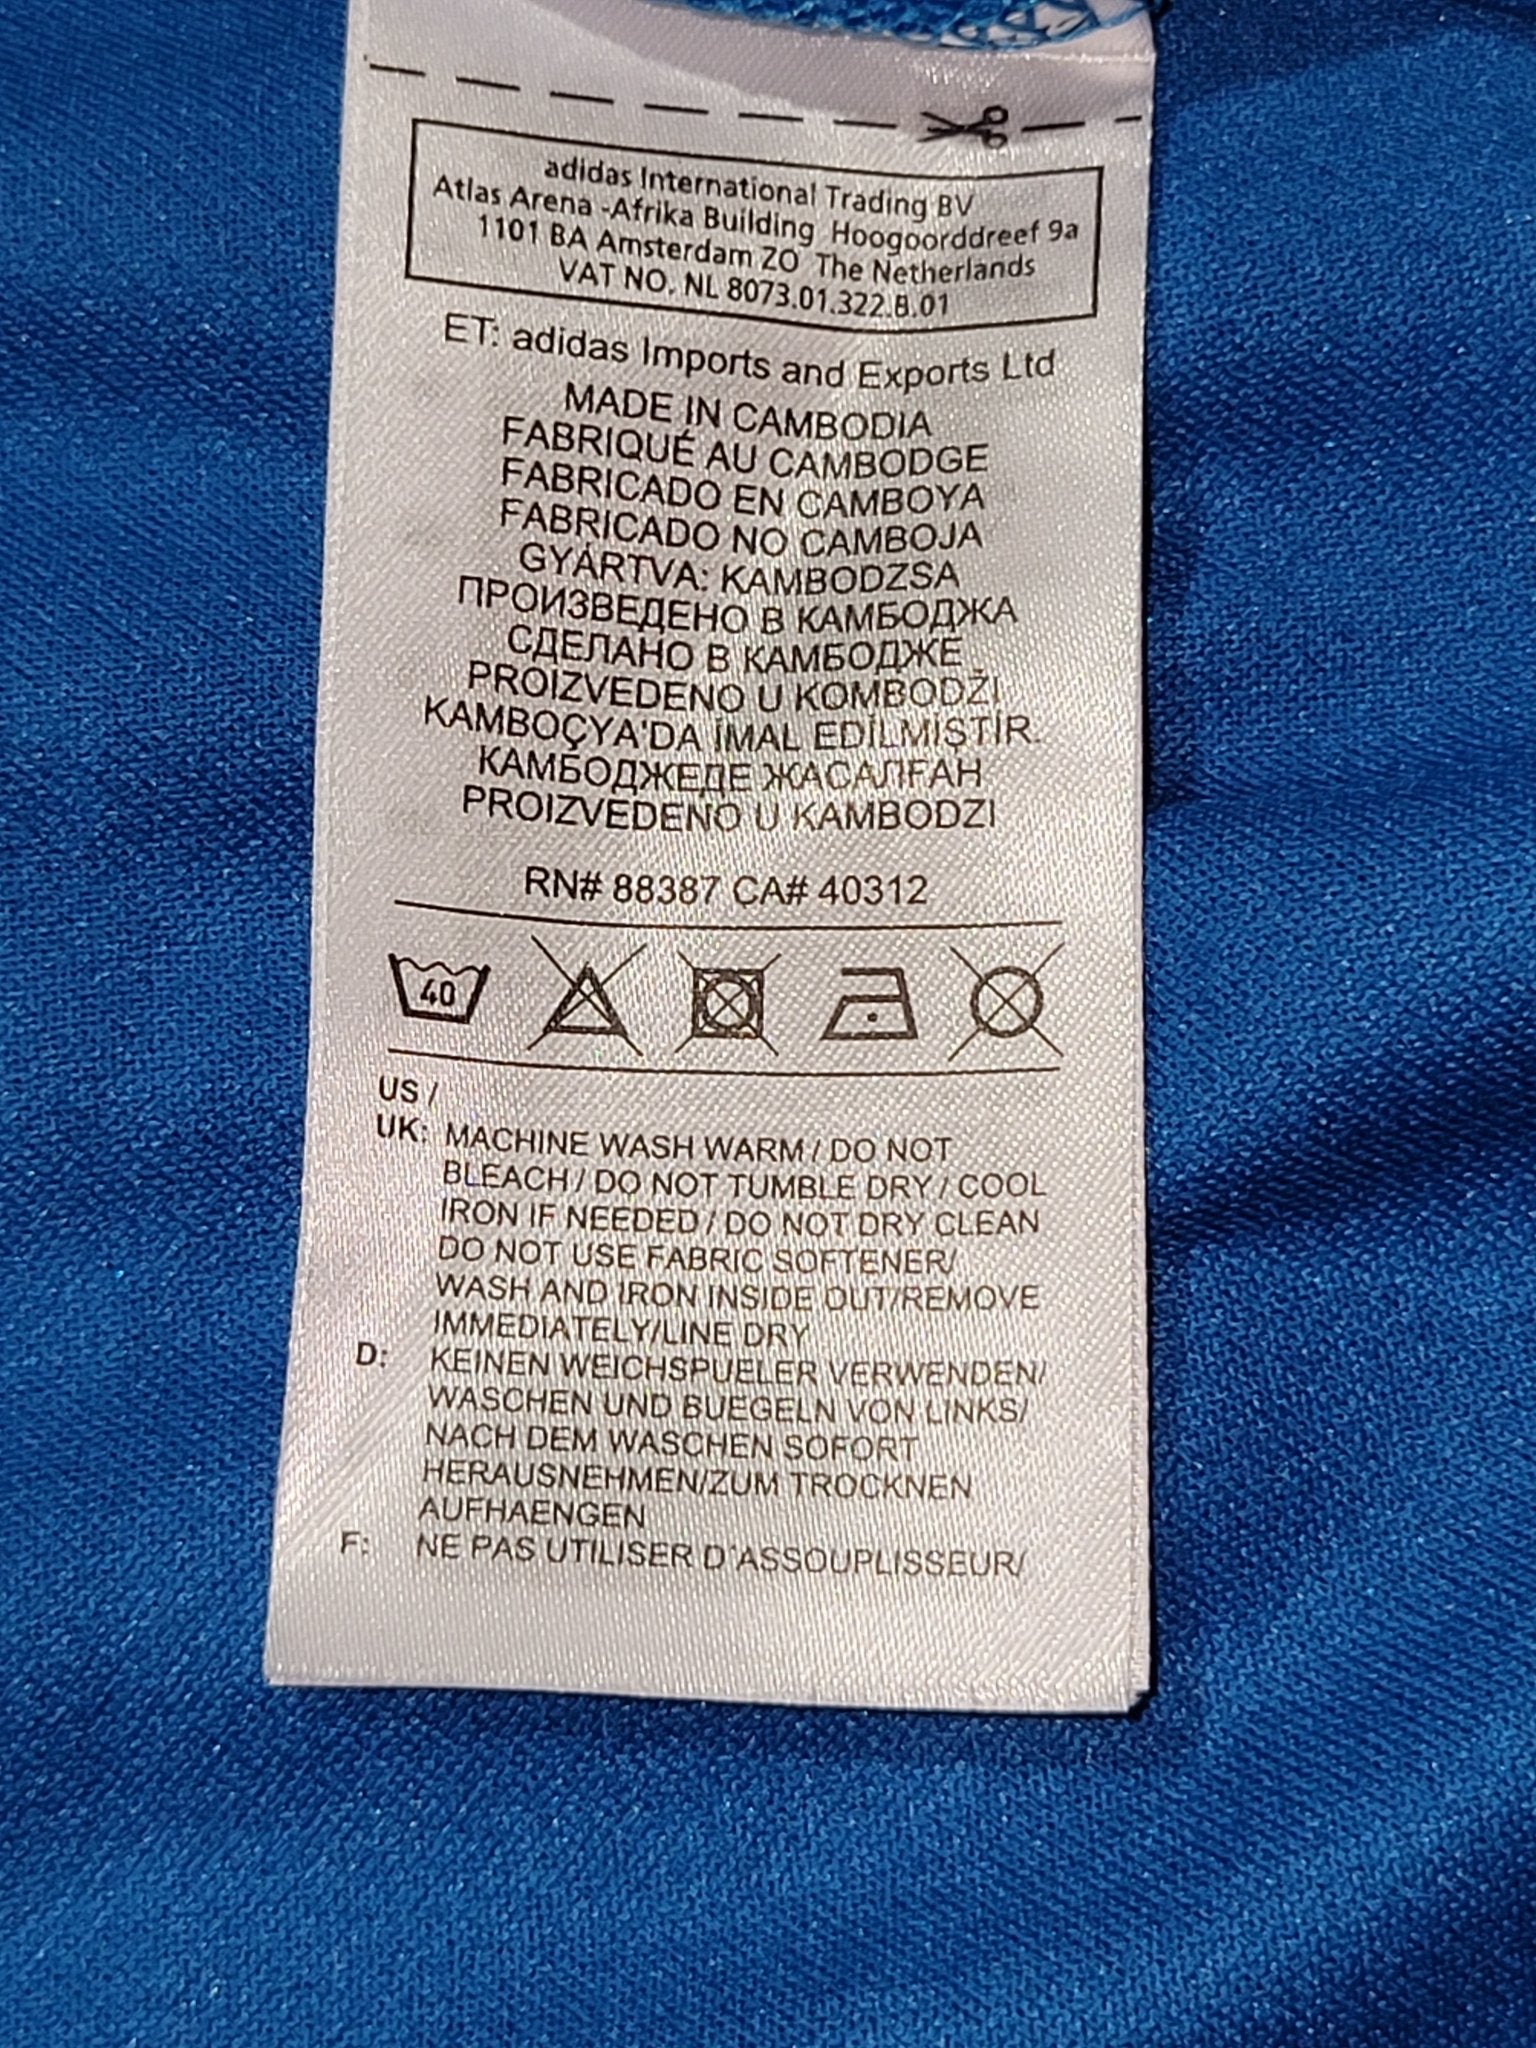 adidas International Trading BV
Atlas Arena -Afrika Building Hoogoorddreef 9a
1101 BA Amsterdam ZO The Netherlands
VAT NO. NL 8073.01.322.B.01
ET: adidas Imports and Exports Ltd
MADE IN CAMBODIA
FABRIQUÉ AU CAMBODGE
FABRICADO EN CAMBOYA
FABRICADO NO CAMBOJA
GYÁRTVA: KAMBODZSA
ПРОИЗВЕДЕНО В КАМБОДЖА
СДЕЛАНО В КАМБОДЖЕ
PROIZVEDENO U KOMBODŽI
KAMBOÇYA'DA İMAL EDİLMİŞTİR.
КАМБОДЖЕДЕ ЖАСАЛҒАН
PROIZVEDENO U KAMBODZI
RN# 88387 CA# 40312
40
US /
UK: MACHINE WASH WARM / DO NOT
BLEACH / DO NOT TUMBLE DRY / COOL
IRON IF NEEDED / DO NOT DRY CLEAN
DO NOT USE FABRIC SOFTENER/
WASH AND IRON INSIDE OUT/REMOVE
IMMEDIATELY/LINE DRY
D: KEINEN WEICHSPUELER VERWENDEN/
WASCHEN UND BUEGELN VON LINKS/
NACH DEM WASCHEN SOFORT
HERAUSNEHMEN/ZUM TROCKNEN
AUFHAENGEN
F: NE PAS UTILISER D'ASSOUPLISSEUR/